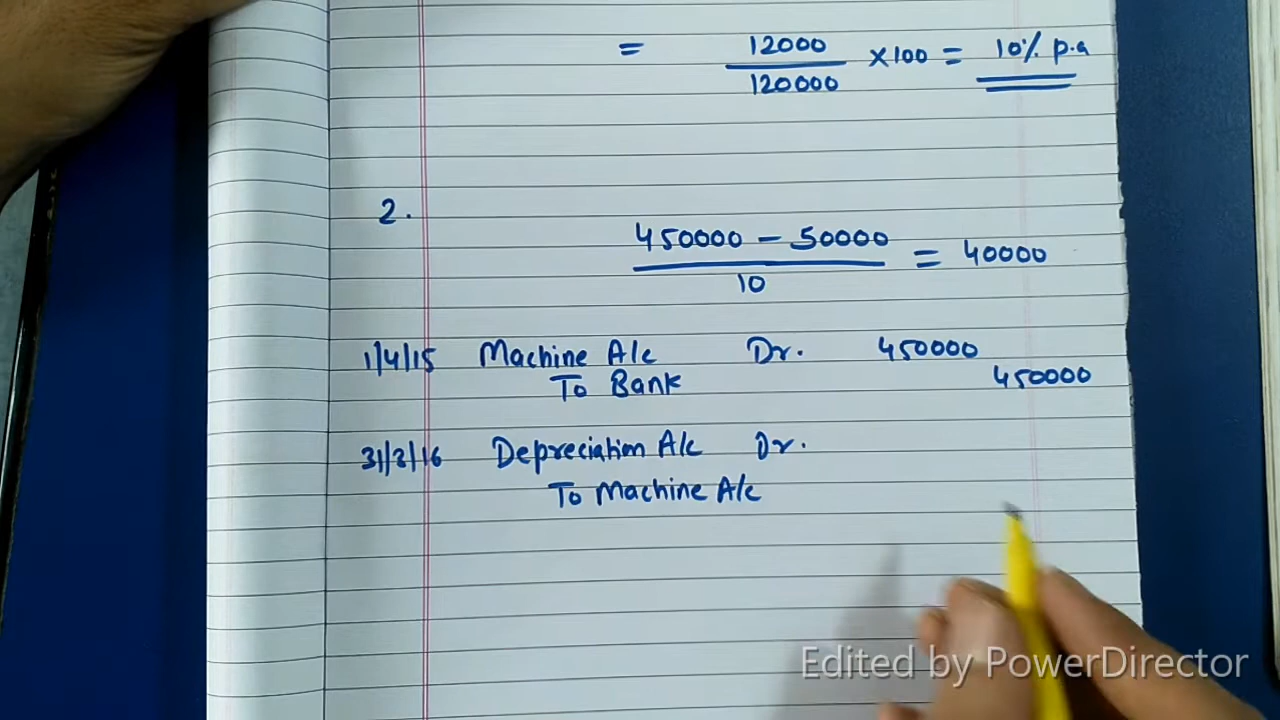 = 12000 / 120000 ×100 = 10% p.a
2.
450000 – 50000 / 10 = 40000
1/4/15 Machine A/c Dr. 450000
To Bank 450000
31/3/16 Depreciation A/c Dr.
To Machine A/c
Edited by PowerDirector